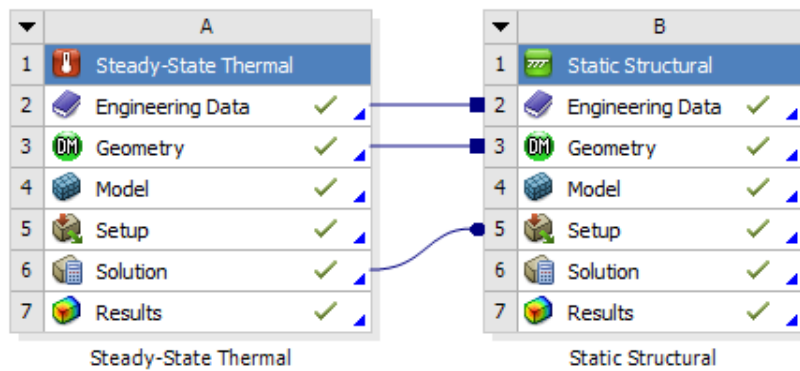 A
1 Steady-State Thermal
2 Engineering Data
3 DM Geometry
4 Model
5 Setup
6 Solution
7 Results
Steady-State Thermal
B
1 Static Structural
2 Engineering Data
3 DM Geometry
4 Model
5 Setup
6 Solution
7 Results
Static Structural